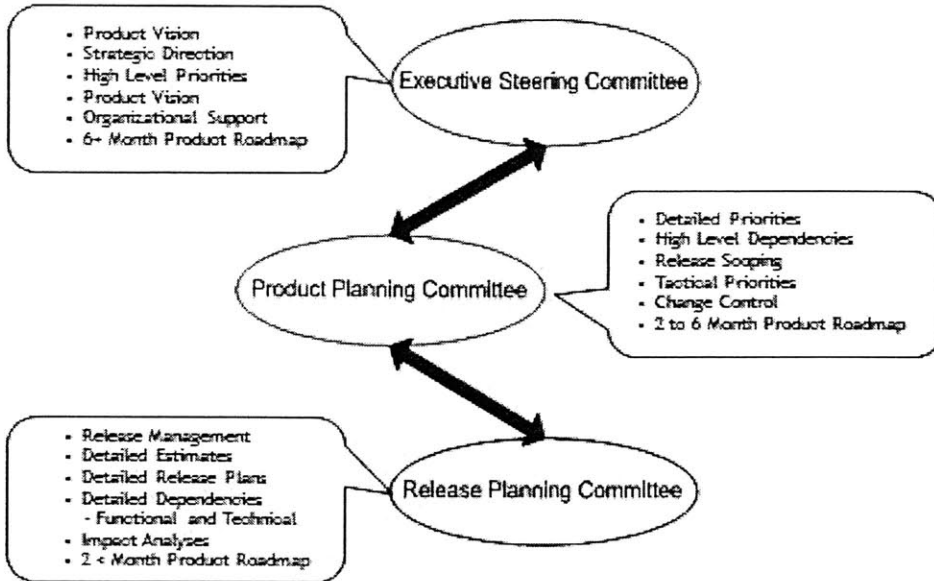 • Product Vision
• Strategic Direction
• High Level Priorities
• Product Vision
• Organizational Support
• 6+ Month Product Roadmap
Executive Steering Committee
• Detailed Priorities
• High Level Dependencies
• Release Scoping
• Tactical Priorities
• Change Control
• 2 to 6 Month Product Roadmap
Product Planning Committee
• Release Management
• Detailed Estimates
• Detailed Release Plans
• Detailed Dependencies
- Functional and Technical
• Impact Analyses
• 2 < Month Product Roadmap
Release Planning Committee